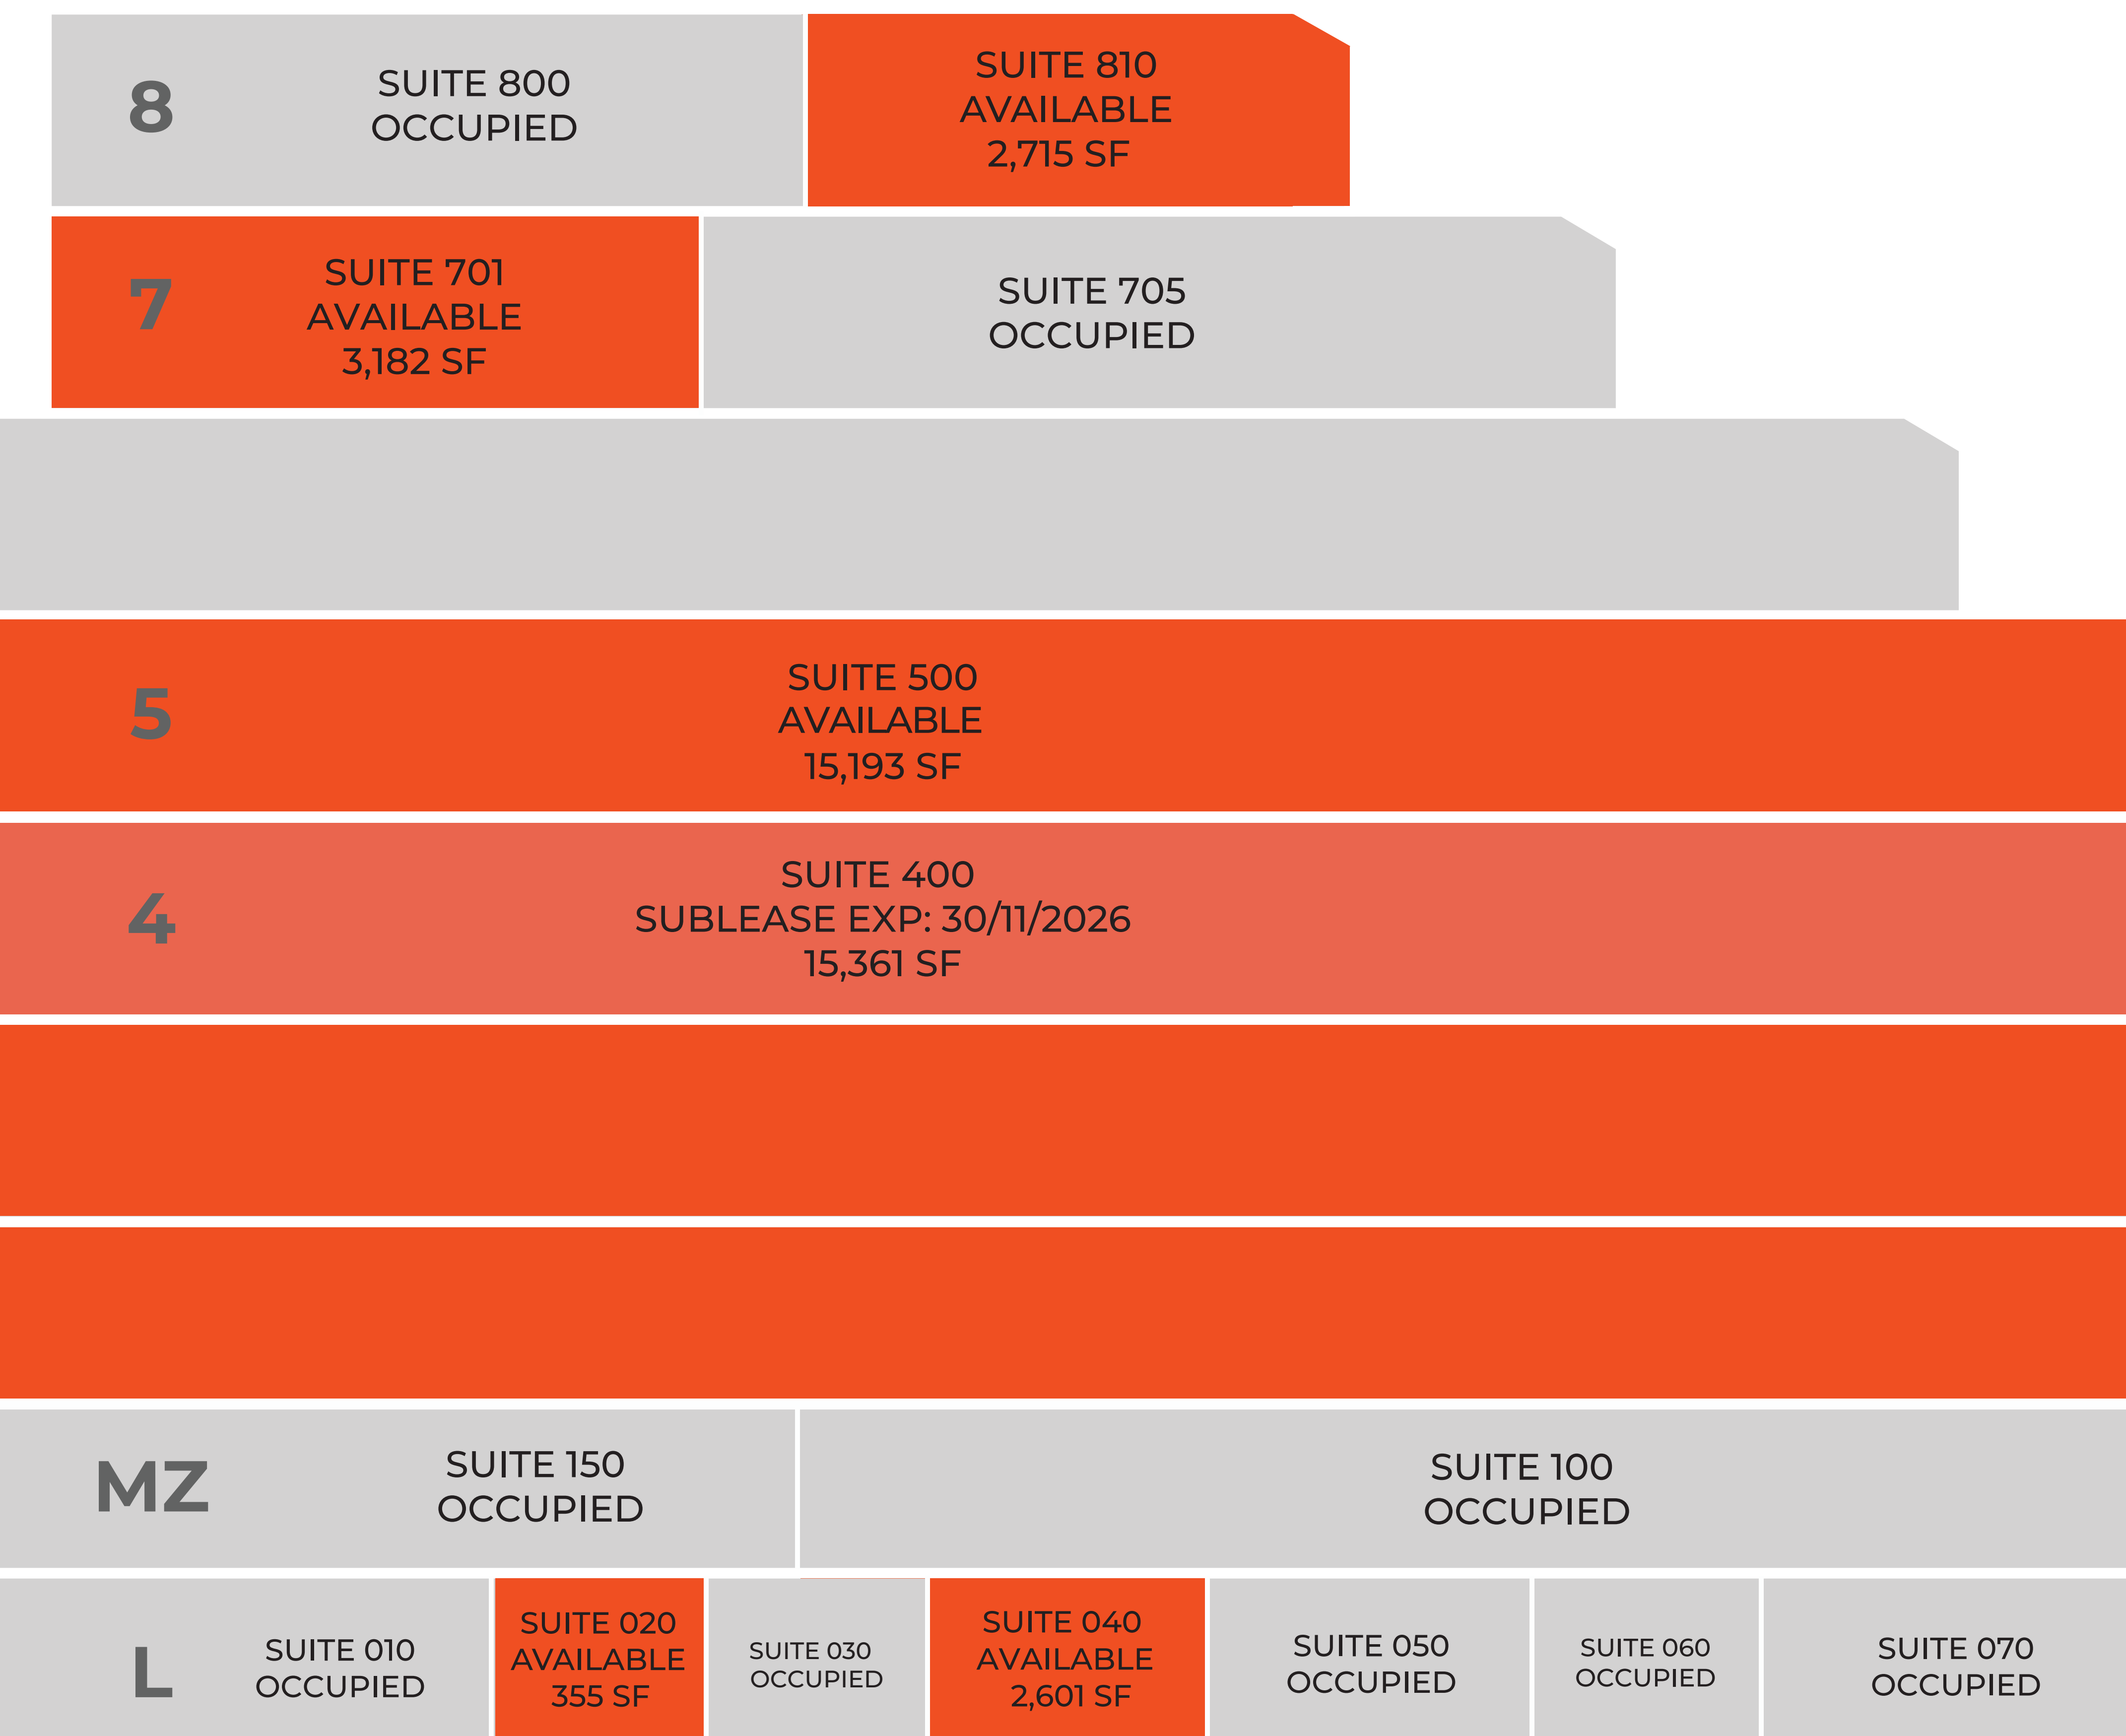 8
SUITE 800
OCCUPIED
SUITE 810
AVAILABLE
2,715 SF
7
SUITE 701
AVAILABLE
3,182 SF
SUITE 705
OCCUPIED
5
SUITE 500
AVAILABLE
15,193 SF
4
SUITE 400
SUBLEASE EXP: 30/11/2026
15,361 SF
MZ
SUITE 150
OCCUPIED
SUITE 100
OCCUPIED
L
SUITE 010
OCCUPIED
SUITE 020
AVAILABLE
355 SF
SUITE 030
OCCUPIED
SUITE 040
AVAILABLE
2,601 SF
SUITE 050
OCCUPIED
SUITE 060
OCCUPIED
SUITE 070
OCCUPIED